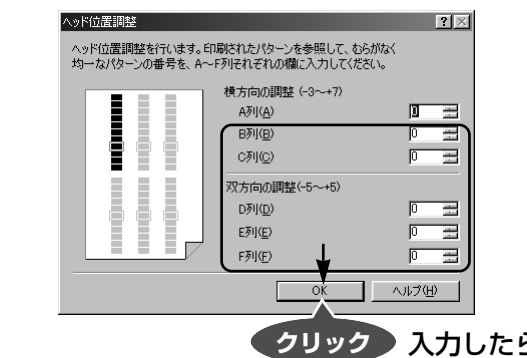 ヘッド位置調整
ヘッド位置調整を行います。印刷されたパターンを参照して、むらがなく
均一なパターンの番号を、A～F列それぞれの欄に入力してください。
横方向の調整 (-3～+7)
A列(A) 0
B列(B) 0
C列(C) 0
双方向の調整(-5～+5)
D列(D) 0
E列(E) 0
F列(F) 0
OK ヘルプ(H)
クリック 入力したら